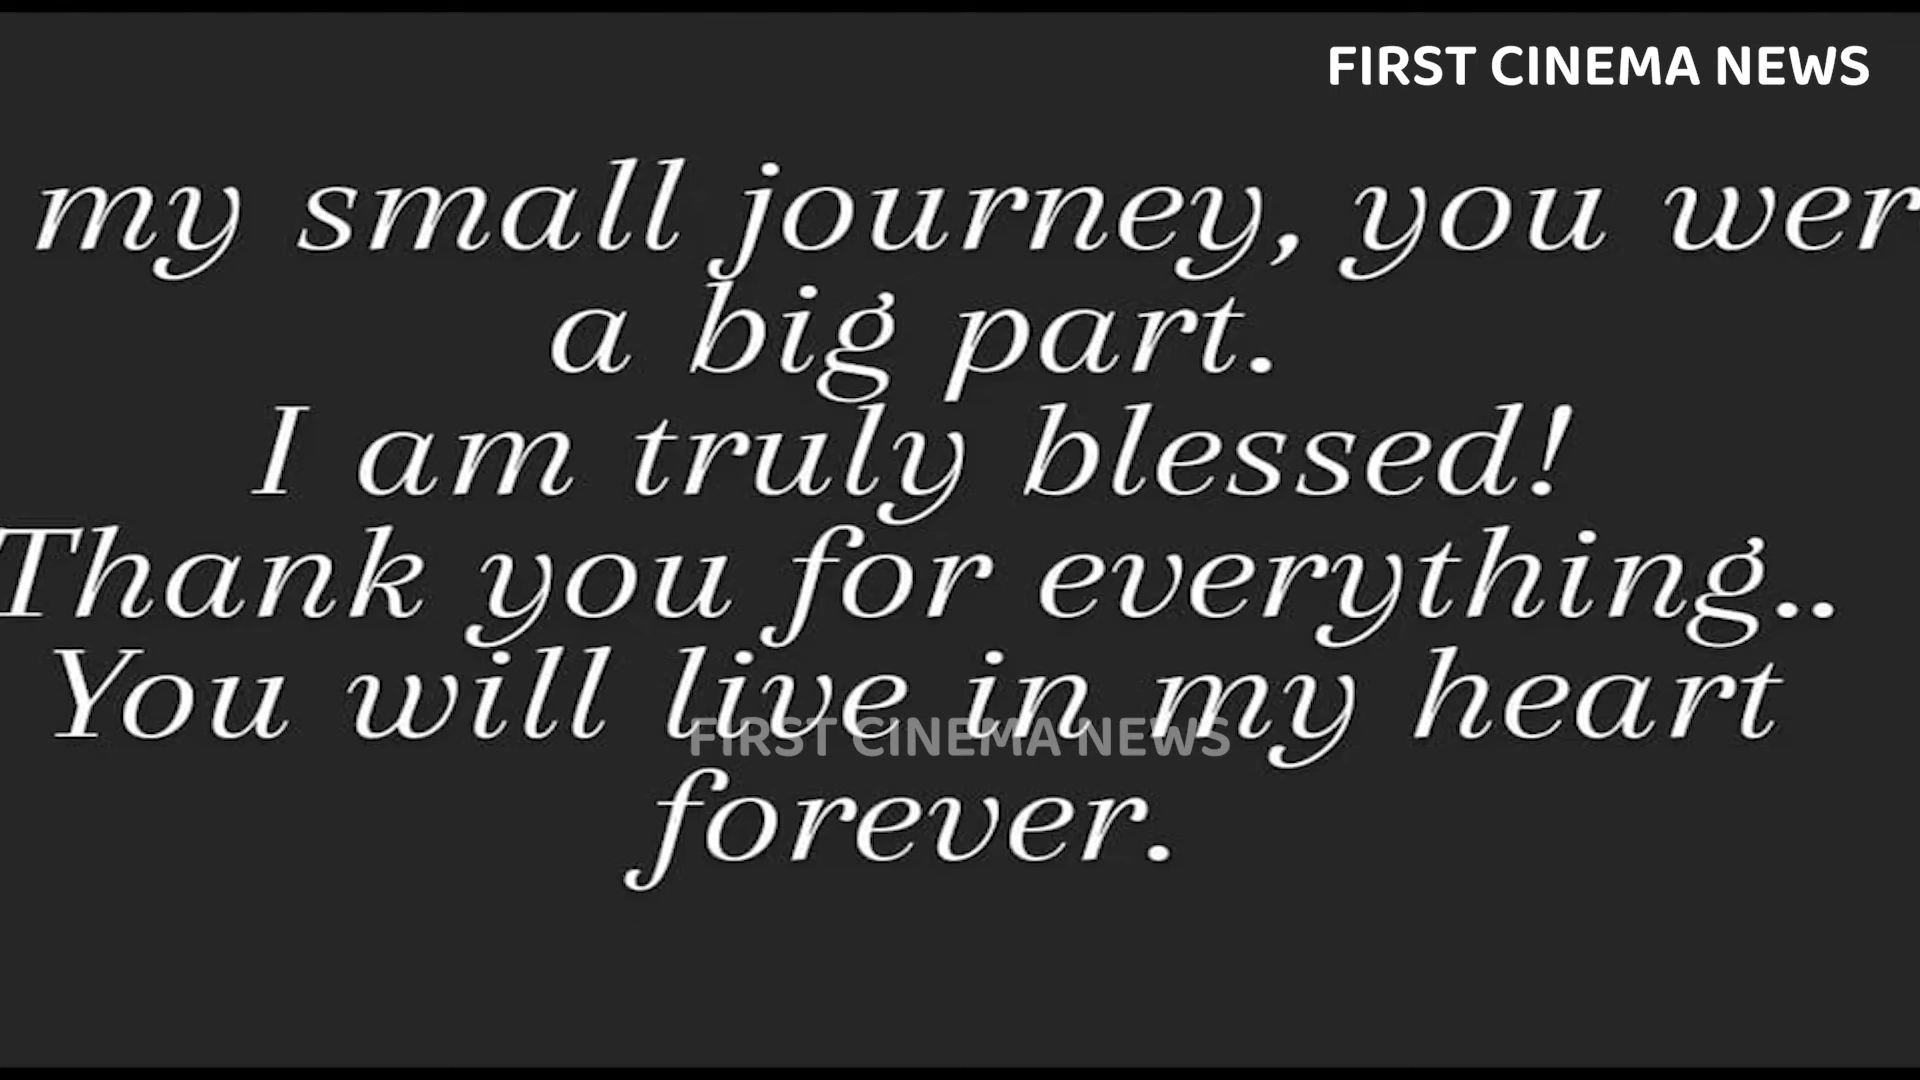 FIRST CINEMA NEWS
my small journey, you wer
a big part.
I am truly blessed!
Thank you for everything..
You will live in my heart
FIRST CINEMA NEWS
forever.